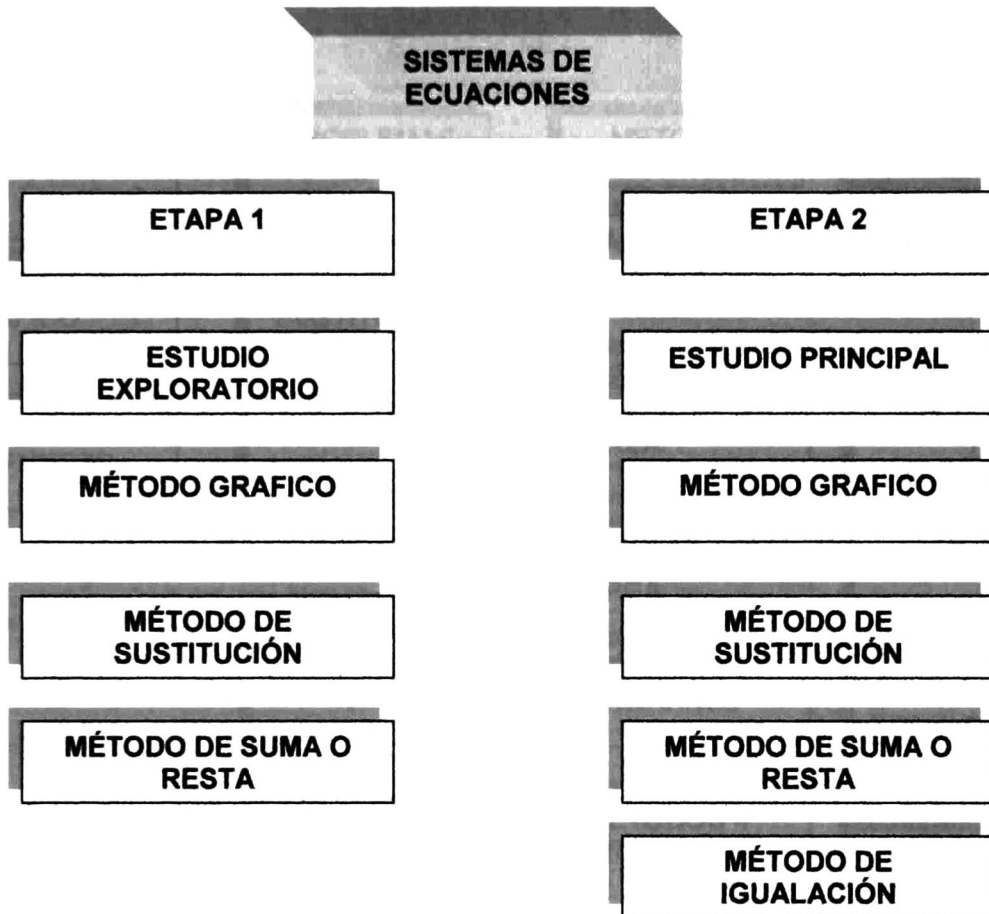 SISTEMAS DE
ECUACIONES
ETAPA 1
ESTUDIO
EXPLORATORIO
MÉTODO GRAFICO
MÉTODO DE
SUSTITUCIÓN
MÉTODO DE SUMA O
RESTA
ETAPA 2
ESTUDIO PRINCIPAL
MÉTODO GRAFICO
MÉTODO DE
SUSTITUCIÓN
MÉTODO DE SUMA O
RESTA
MÉTODO DE
IGUALACIÓN